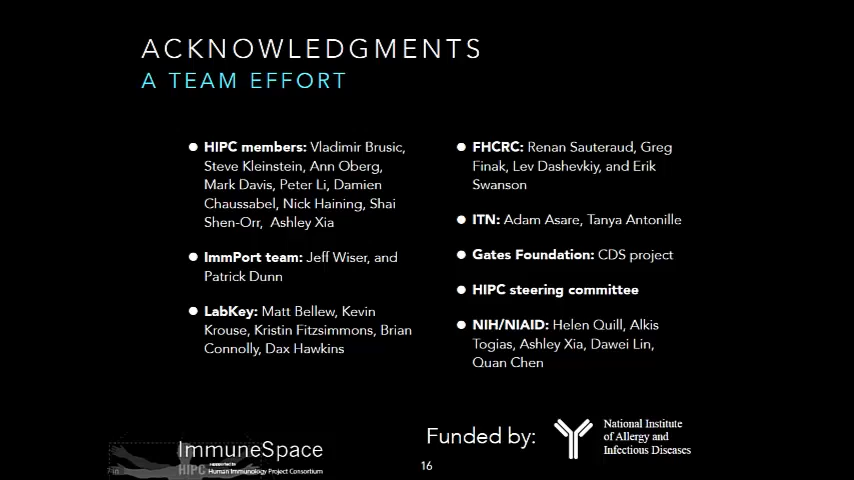 ACKNOWLEDGMENTS
A TEAM EFFORT
● HIPC members: Vladimir Brusic,
Steve Kleinstein, Ann Oberg,
Mark Davis, Peter Li, Damien
Chaussabel, Nick Haining, Shai
Shen-Orr, Ashley Xia
● ImmPort team: Jeff Wiser, and
Patrick Dunn
● LabKey: Matt Bellew, Kevin
Krouse, Kristin Fitzsimmons, Brian
Connolly, Dax Hawkins
● FHCRC: Renan Sauteraud, Greg
Finak, Lev Dashevkiy, and Erik
Swanson
● ITN: Adam Asare, Tanya Antonille
● Gates Foundation: CDS project
● HIPC steering committee
● NIH/NIAID: Helen Quill, Alkis
Togias, Ashley Xia, Dawei Lin,
Quan Chen
ImmuneSpace
supported by
HIPC Human Immunology Project Consortium
Funded by:
National Institute
of Allergy and
Infectious Diseases
16